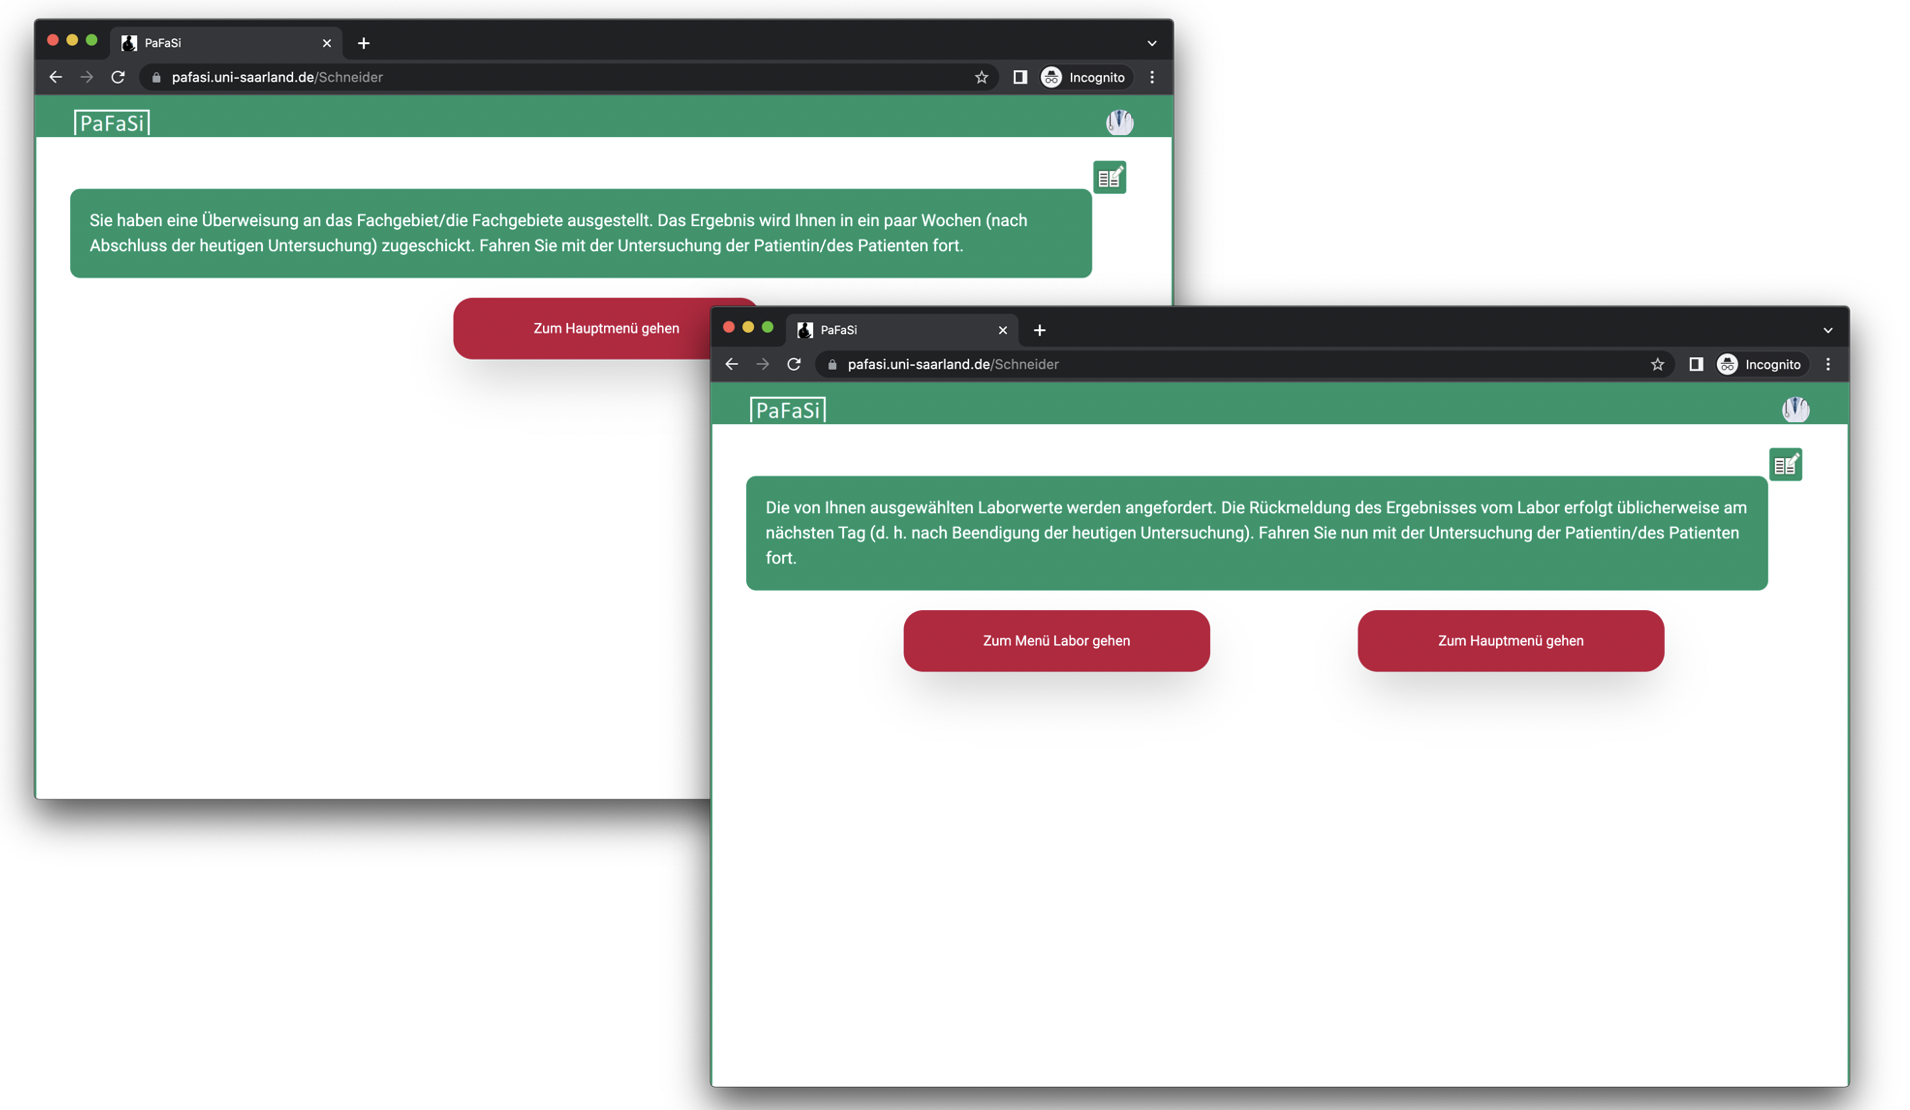 PaFaSi
pafasi.uni-saarland.de/Schneider
Incognito
PaFaSi
Sie haben eine Überweisung an das Fachgebiet/die Fachgebiete ausgestellt. Das Ergebnis wird Ihnen in ein paar Wochen (nach
Abschluss der heutigen Untersuchung) zugeschickt. Fahren Sie mit der Untersuchung der Patientin/des Patienten fort.
Zum Hauptmenü gehen
PaFaSi
pafasi.uni-saarland.de/Schneider
Incognito
PaFaSi
Die von Ihnen ausgewählten Laborwerte werden angefordert. Die Rückmeldung des Ergebnisses vom Labor erfolgt üblicherweise am
nächsten Tag (d. h. nach Beendigung der heutigen Untersuchung). Fahren Sie nun mit der Untersuchung der Patientin/des Patienten
fort.
Zum Menü Labor gehen
Zum Hauptmenü gehen